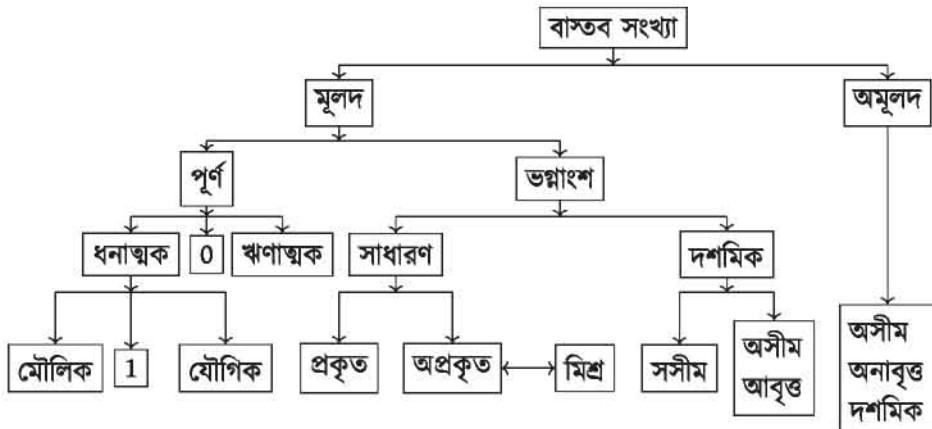 বাস্তব সংখ্যা
মূলদ
অমূলদ
পূর্ণ
ভগ্নাংশ
ধনাত্মক
0
ঋণাত্মক
সাধারণ
দশমিক
মৌলিক
1
যৌগিক
প্রকৃত
অপ্রকৃত
মিশ্র
সসীম
অসীম
আবৃত্ত
অসীম
অনাবৃত্ত
দশমিক